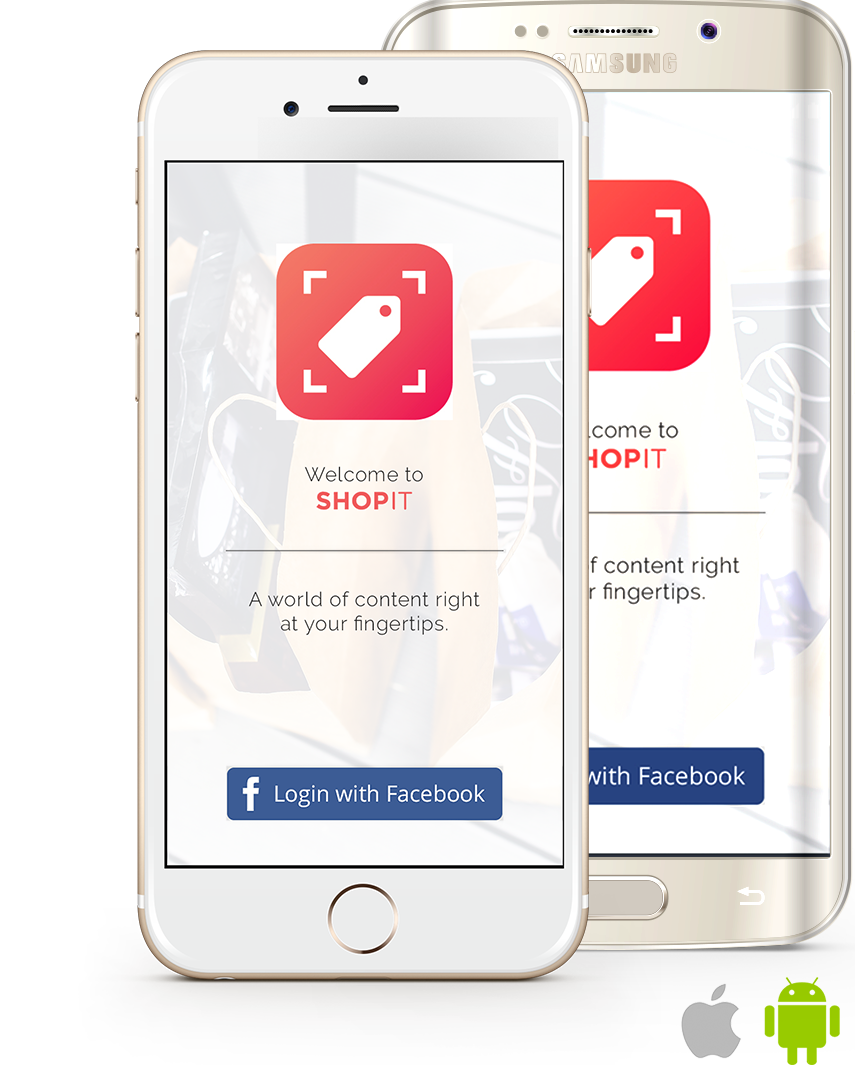 SAMSUNG
Welcome to
SHOPIT
A world of content right
at your fingertips.
f Login with Facebook
lcome to
HOPIT
f content right
r fingertips.
with Facebook